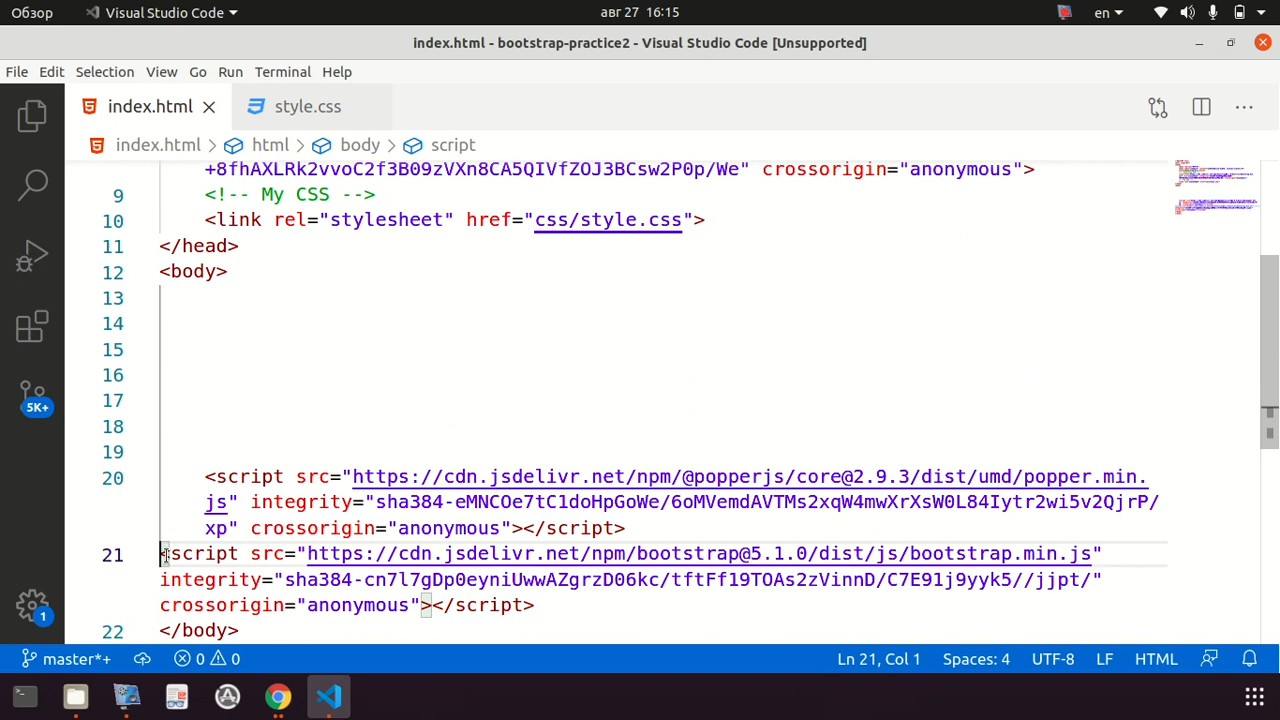 Обзор
Visual Studio Code
авг 27 16:15
en
index.html - bootstrap-practice2 - Visual Studio Code [Unsupported]
File Edit Selection View Go Run Terminal Help
index.html
style.css
index.html > html > body > script
+8fhAXLRk2vvoC2f3B09zVXn8CA5QIVfZOJ3BCsw2P0p/We" crossorigin="anonymous">
9 <!-- My CSS -->
10 <link rel="stylesheet" href="css/style.css">
11 </head>
12 <body>
13
14
15
16
17
18
19
20 <script src="https://cdn.jsdelivr.net/npm/@popperjs/core@2.9.3/dist/umd/popper.min.
js" integrity="sha384-eMNCOe7tC1doHpGoWe/6oMVemdAVTMs2xqW4mwXrXsW0L84Iytr2wi5v2QjrP/
xp" crossorigin="anonymous"></script>
21 <script src="https://cdn.jsdelivr.net/npm/bootstrap@5.1.0/dist/js/bootstrap.min.js"
integrity="sha384-cn7l7gDp0eyniUwwAZgrzD06kc/tftFf19TOAs2zVinnD/C7E91j9yyk5//jjpt/"
crossorigin="anonymous"></script>
22 </body>
5K+
1
master*+
0 0
Ln 21, Col 1
Spaces: 4
UTF-8
LF
HTML